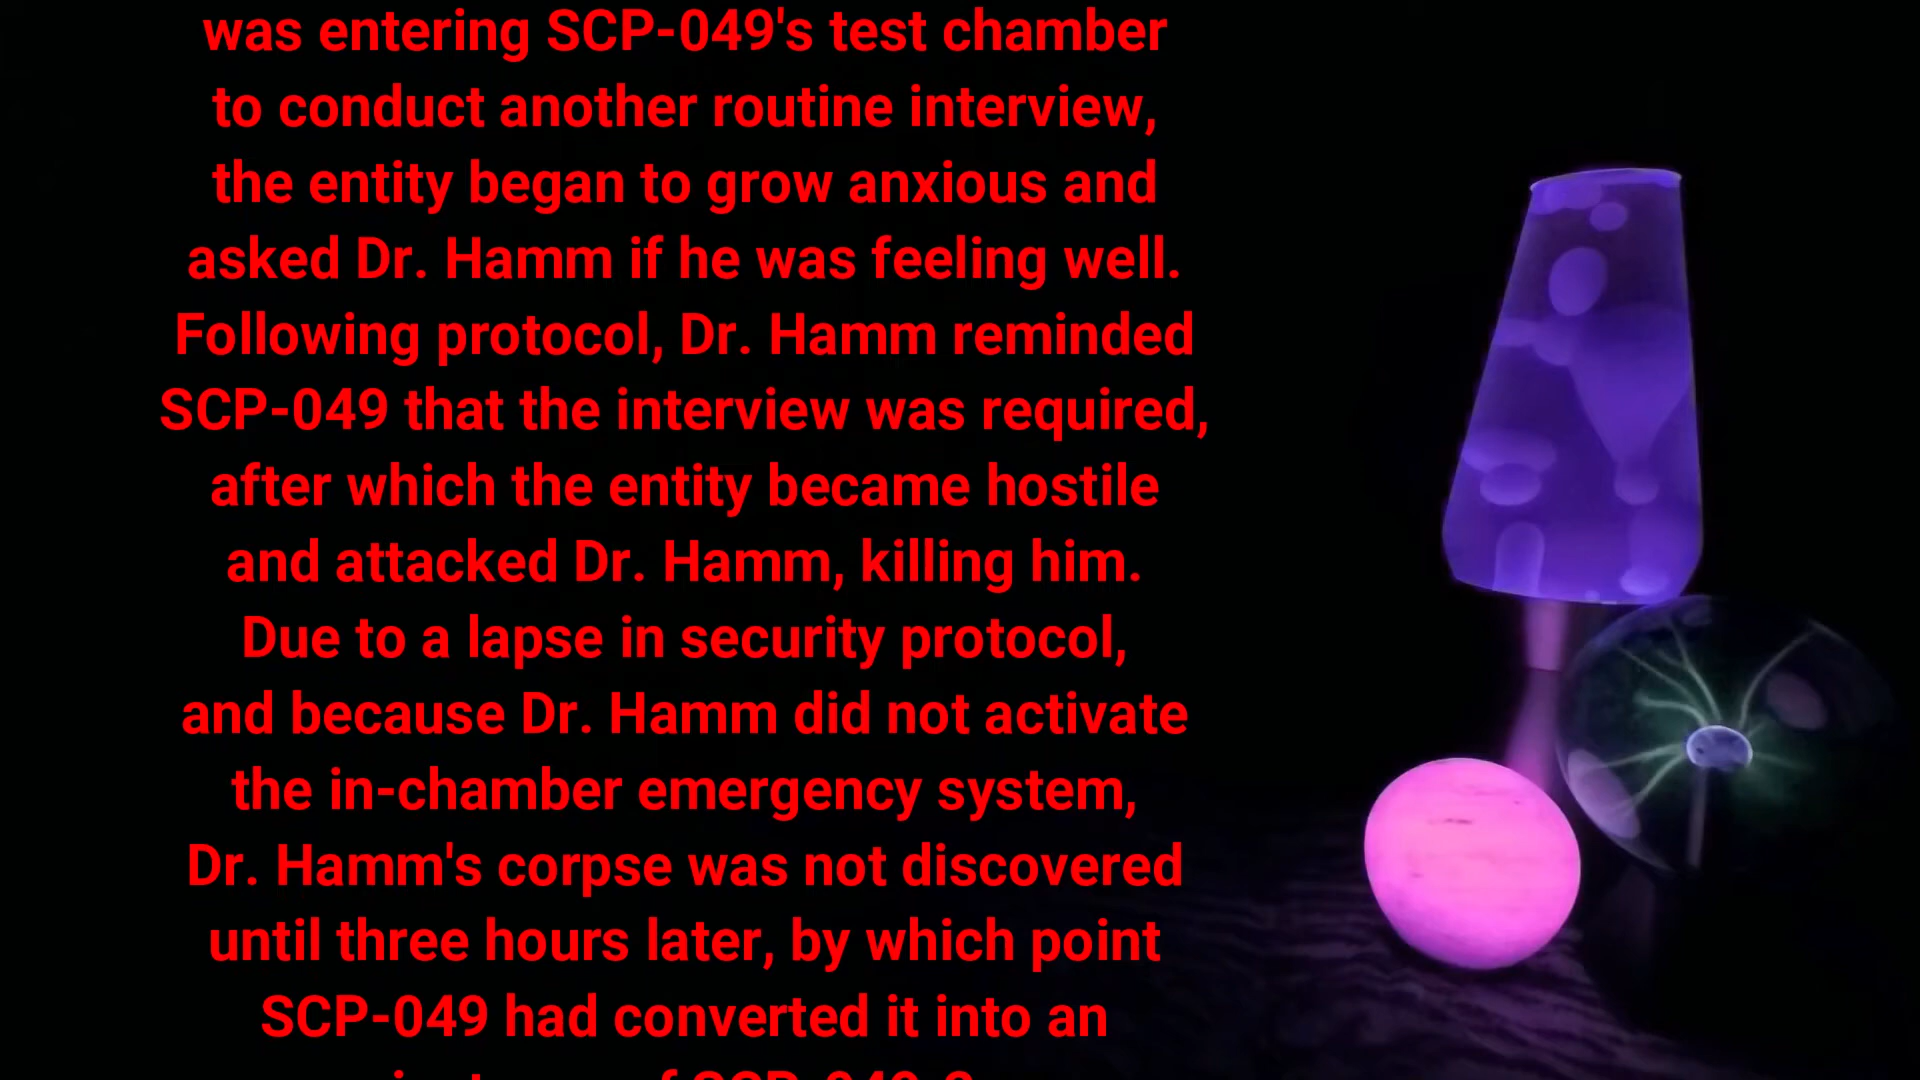 was entering SCP-049's test chamber
to conduct another routine interview,
the entity began to grow anxious and
asked Dr. Hamm if he was feeling well.
Following protocol, Dr. Hamm reminded
SCP-049 that the interview was required,
after which the entity became hostile
and attacked Dr. Hamm, killing him.
Due to a lapse in security protocol,
and because Dr. Hamm did not activate
the in-chamber emergency system,
Dr. Hamm's corpse was not discovered
until three hours later, by which point
SCP-049 had converted it into an